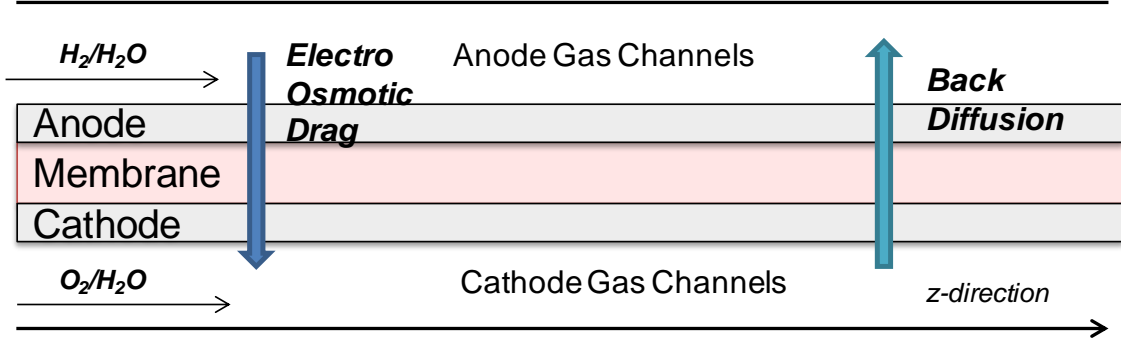 H₂/H₂O
Electro
Osmotic
Drag
Anode Gas Channels
Back
Diffusion
Anode
Membrane
Cathode
O₂/H₂O
Cathode Gas Channels
z-direction